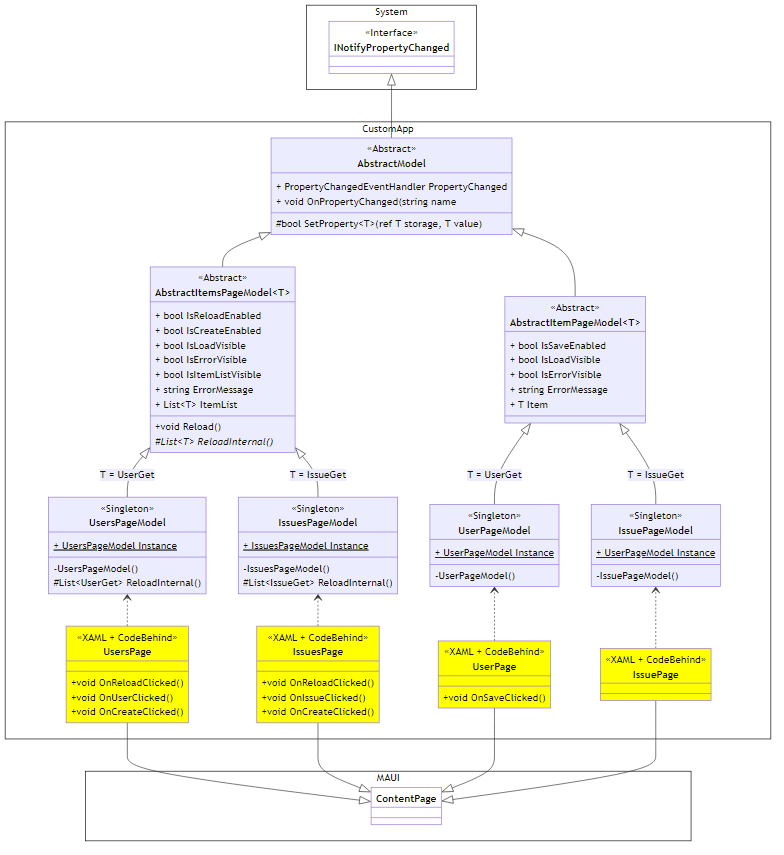 System
«Interface»
INotifyPropertyChanged
CustomApp
«Abstract»
AbstractModel
+ PropertyChangedEventHandler PropertyChanged
+ void OnPropertyChanged(string name
#bool SetProperty<T>(ref T storage, T value)
«Abstract»
AbstractItemsPageModel<T>
+ bool IsReloadEnabled
+ bool IsCreateEnabled
+ bool IsLoadVisible
+ bool IsErrorVisible
+ bool IsItemListVisible
+ string ErrorMessage
+ List<T> ItemList
+void Reload()
#List<T> ReloadInternal()
«Abstract»
AbstractItemPageModel<T>
+ bool IsSaveEnabled
+ bool IsLoadVisible
+ bool IsErrorVisible
+ string ErrorMessage
+ T Item
T = UserGet
T = IssueGet
T = UserGet
T = IssueGet
«Singleton»
UsersPageModel
+ UsersPageModel Instance
-UsersPageModel()
#List<UserGet> ReloadInternal()
«Singleton»
IssuesPageModel
+ IssuesPageModel Instance
-IssuesPageModel()
#List<IssueGet> ReloadInternal()
«Singleton»
UserPageModel
+ UserPageModel Instance
-UserPageModel()
«Singleton»
IssuePageModel
+ UserPageModel Instance
-IssuePageModel()
«XAML + CodeBehind»
UsersPage
+void OnReloadClicked()
+void OnUserClicked()
+void OnCreateClicked()
«XAML + CodeBehind»
IssuesPage
+void OnReloadClicked()
+void OnIssueClicked()
+void OnCreateClicked()
«XAML + CodeBehind»
UserPage
+void OnSaveClicked()
«XAML + CodeBehind»
IssuePage
MAUI
ContentPage